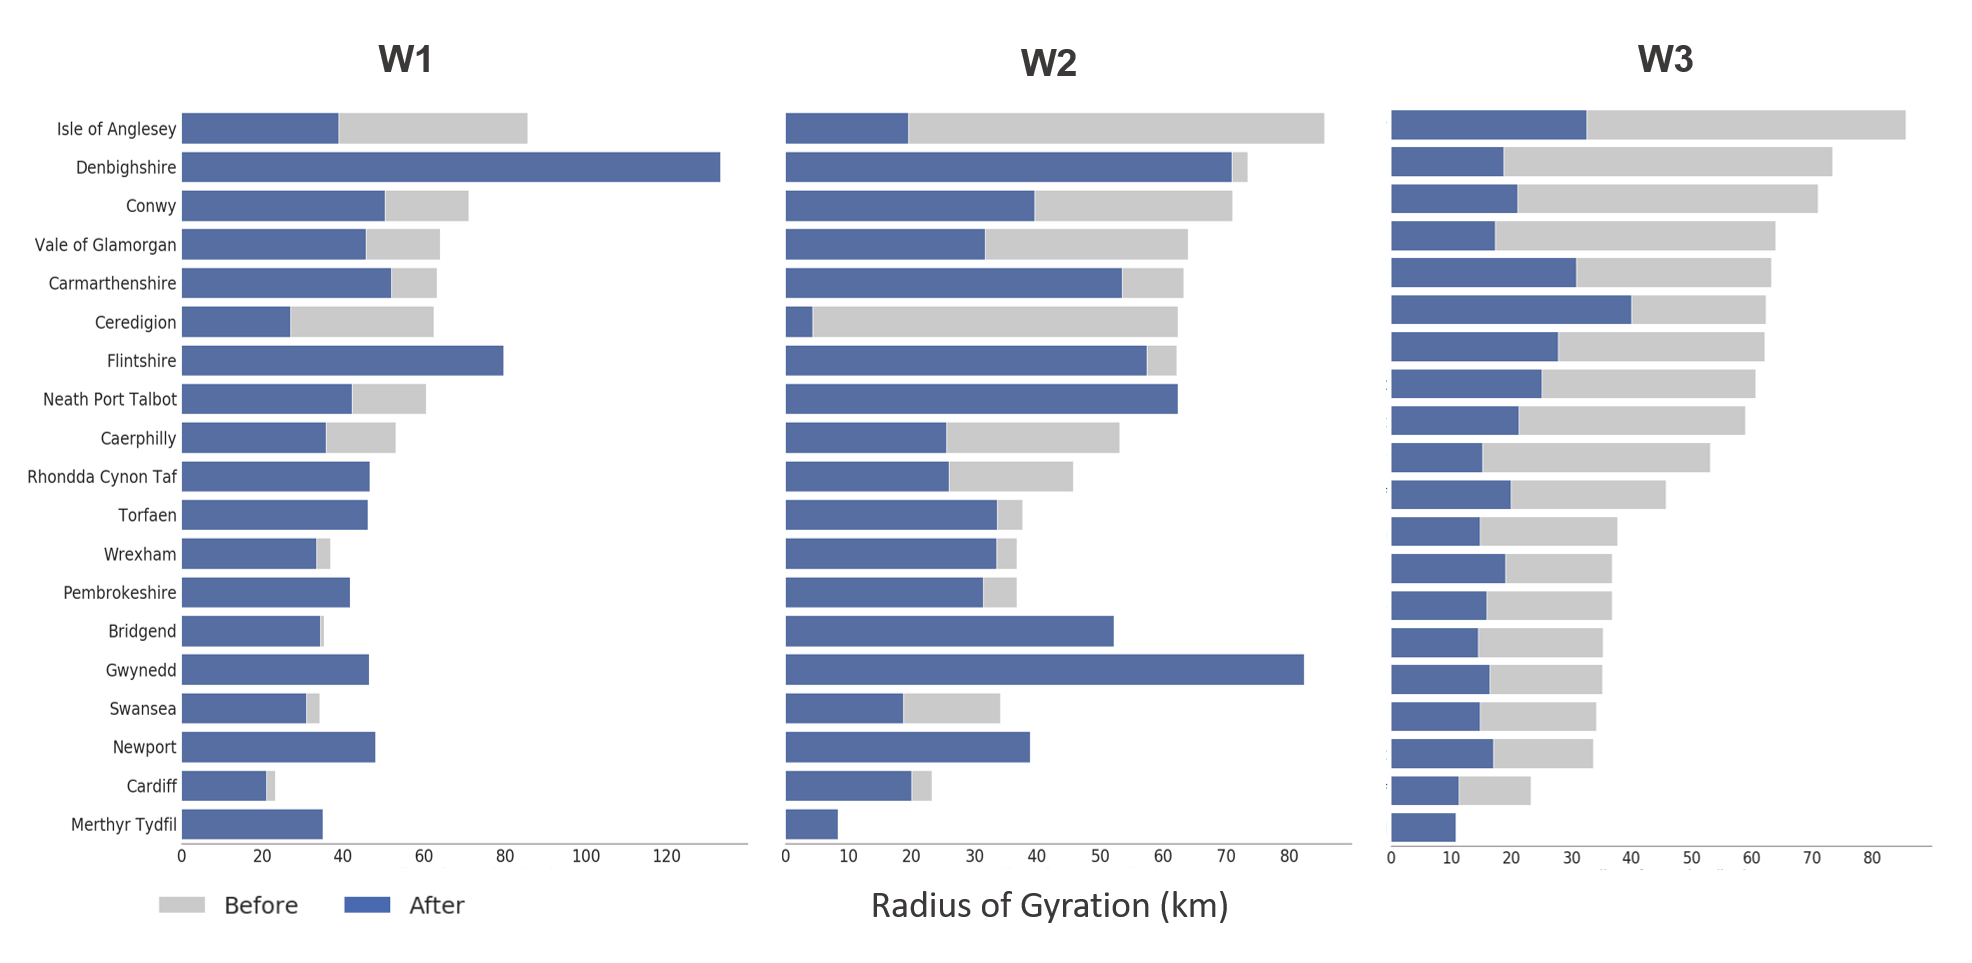 W1
W2
W3
Isle of Anglesey
Denbighshire
Conwy
Vale of Glamorgan
Carmarthenshire
Ceredigion
Flintshire
Neath Port Talbot
Caerphilly
Rhondda Cynon Taf
Torfaen
Wrexham
Pembrokeshire
Bridgend
Gwynedd
Swansea
Newport
Cardiff
Merthyr Tydfil
0 20 40 60 80 100 120
0 10 20 30 40 50 60 70 80
0 10 20 30 40 50 60 70 80
Before After
Radius of Gyration (km)